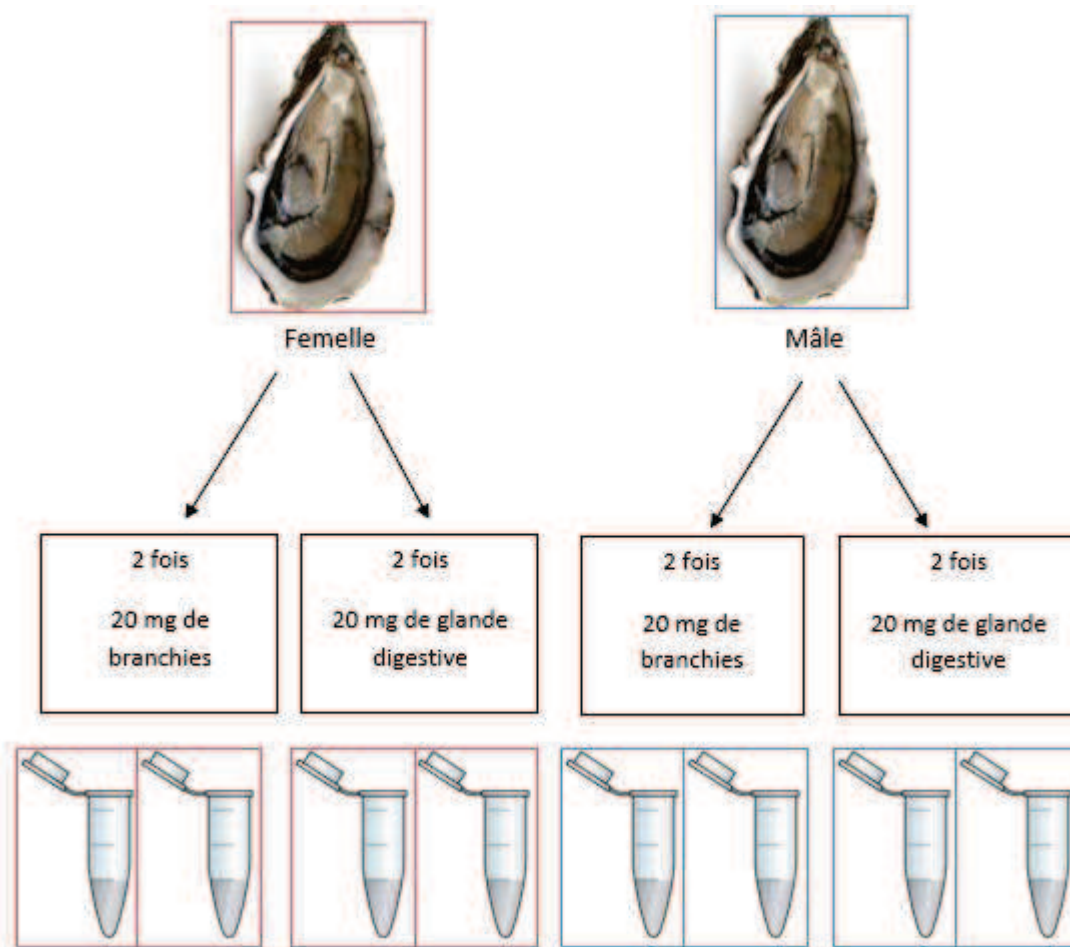 Femelle
Mâle
2 fois
20 mg de
branchies
2 fois
20 mg de glande
digestive
2 fois
20 mg de
branchies
2 fois
20 mg de glande
digestive